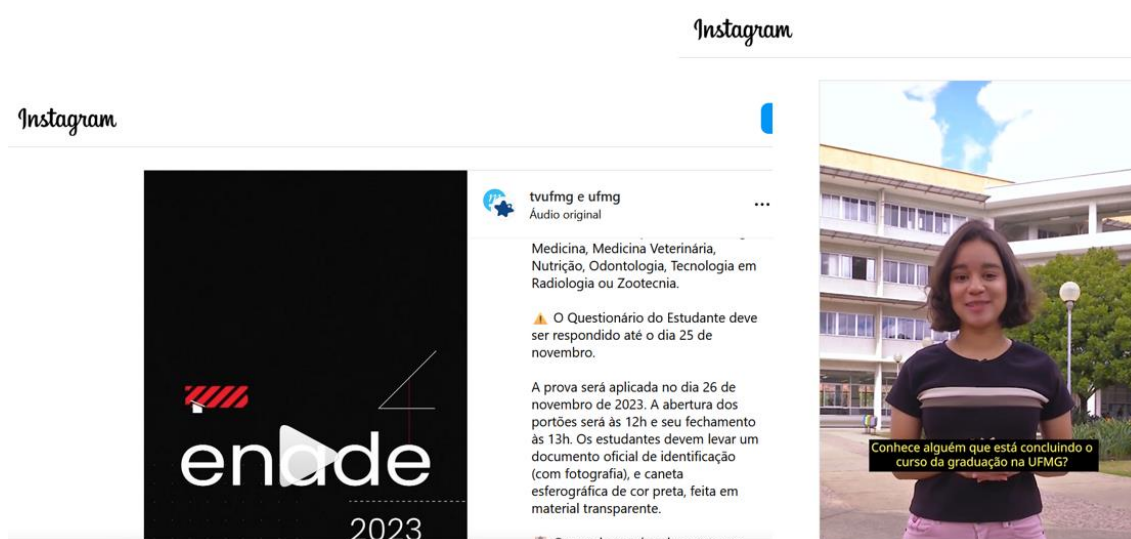 Instagram
tvufmg e ufmg
Áudio original
Medicina, Medicina Veterinária,
Nutrição, Odontologia, Tecnologia em
Radiologia ou Zootecnia.
⚠️ O Questionário do Estudante deve
ser respondido até o dia 25 de
novembro.
A prova será aplicada no dia 26 de
novembro de 2023. A abertura dos
portões será às 12h e seu fechamento
às 13h. Os estudantes devem levar um
documento oficial de identificação
(com fotografia), e caneta
esferográfica de cor preta, feita em
material transparente.
enade
2023
Instagram
Conhece alguém que está concluindo o
curso da graduação na UFMG?